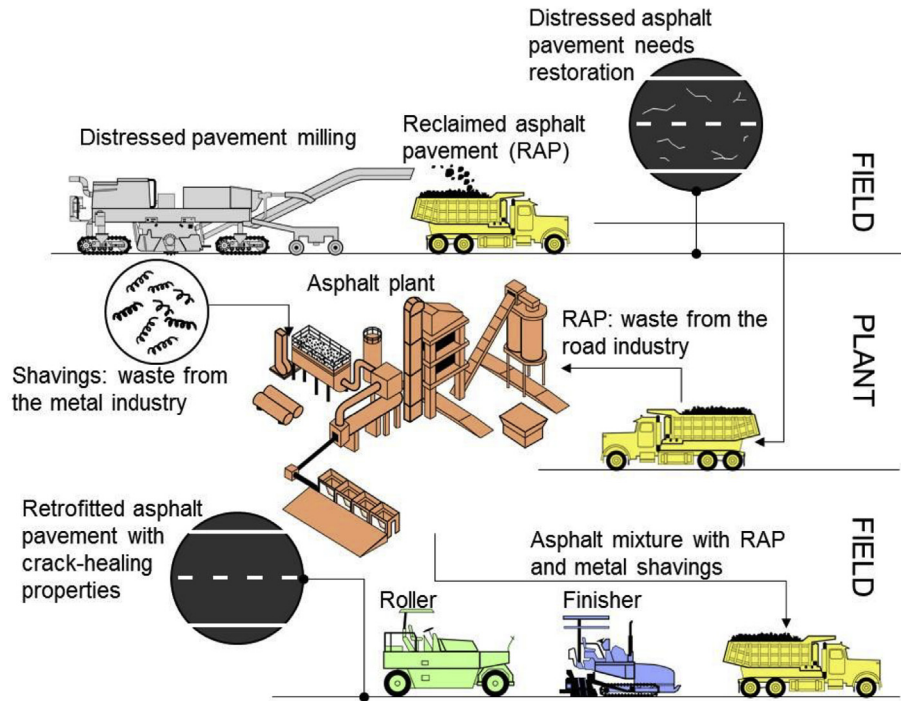 Distressed asphalt
pavement needs
restoration
Distressed pavement milling
Reclaimed asphalt
pavement (RAP)
FIELD
Asphalt plant
RAP: waste from the
road industry
PLANT
Shavings: waste from
the metal industry
Retrofitted asphalt
pavement with
crack-healing
properties
Asphalt mixture with RAP
and metal shavings
FIELD
Roller
Finisher